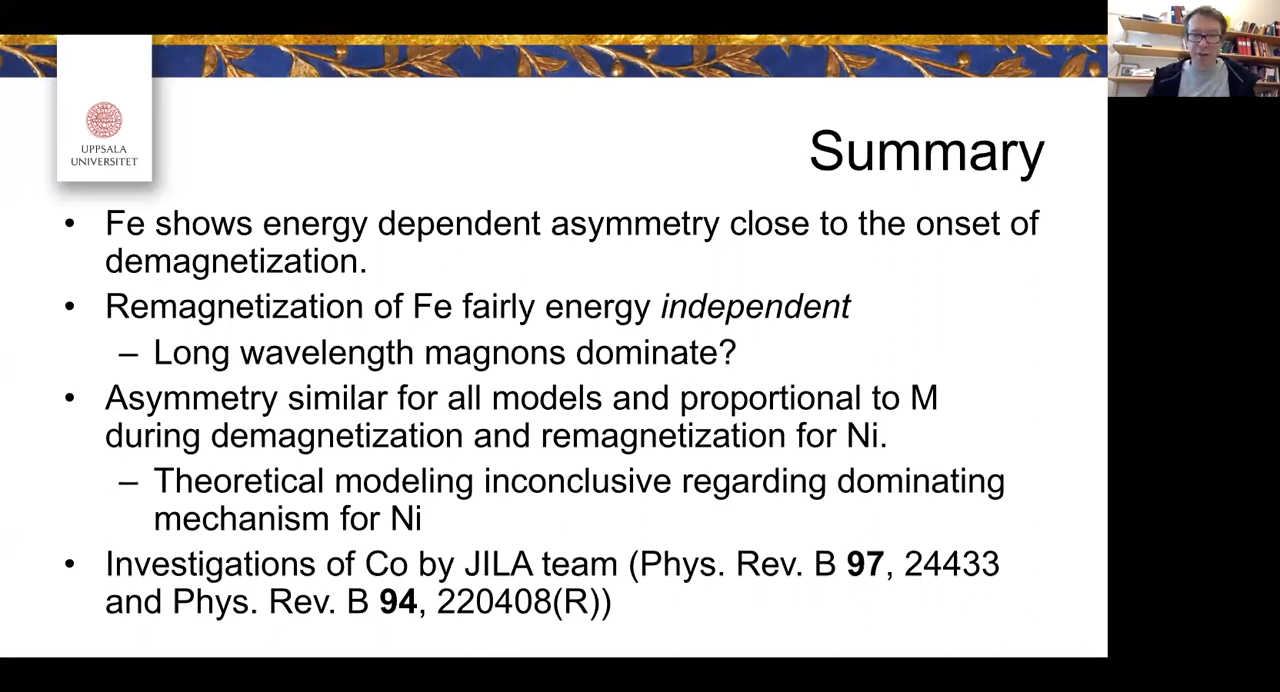 UPPSALA
UNIVERSITET
Summary
• Fe shows energy dependent asymmetry close to the onset of
demagnetization.
• Remagnetization of Fe fairly energy independent
– Long wavelength magnons dominate?
• Asymmetry similar for all models and proportional to M
during demagnetization and remagnetization for Ni.
– Theoretical modeling inconclusive regarding dominating
mechanism for Ni
• Investigations of Co by JILA team (Phys. Rev. B 97, 24433
and Phys. Rev. B 94, 220408(R))